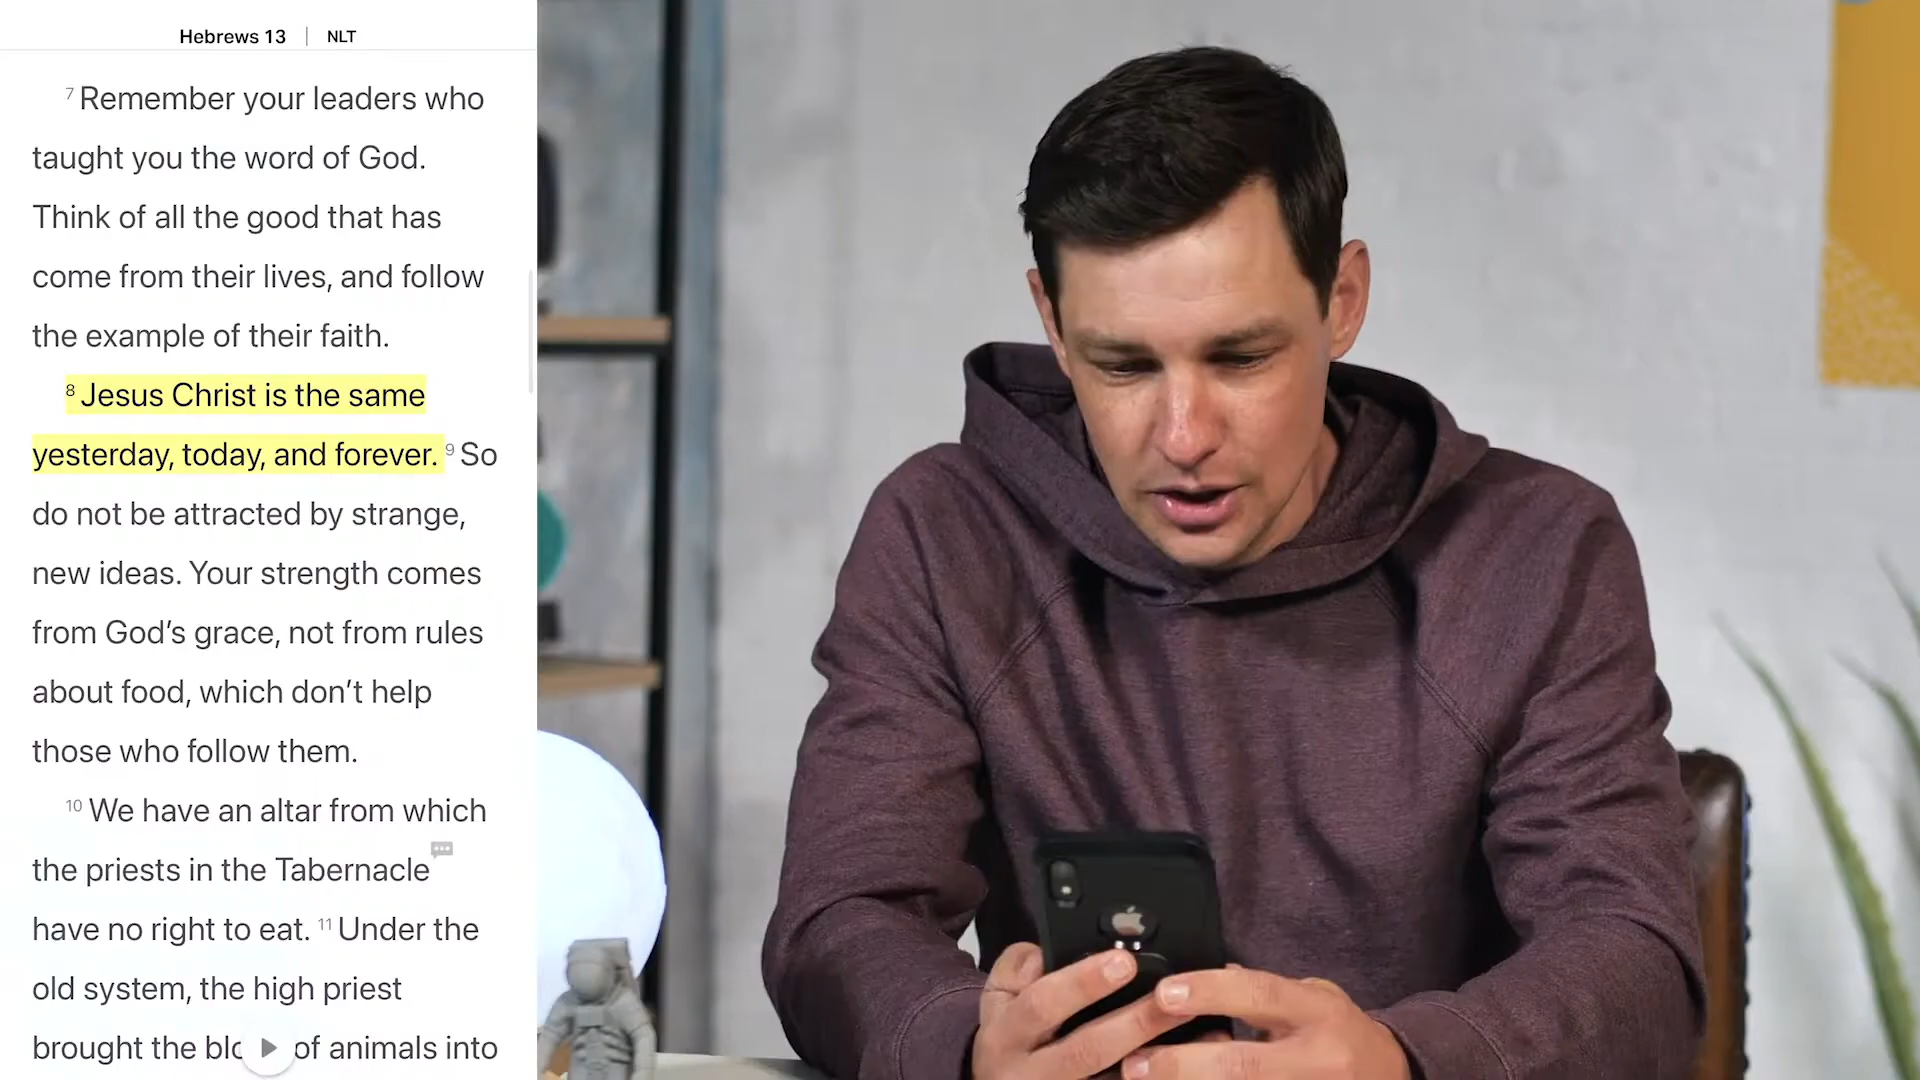 Hebrews 13 | NLT
7 Remember your leaders who
taught you the word of God.
Think of all the good that has
come from their lives, and follow
the example of their faith.
8 Jesus Christ is the same
yesterday, today, and forever. 9 So
do not be attracted by strange,
new ideas. Your strength comes
from God’s grace, not from rules
about food, which don’t help
those who follow them.
10 We have an altar from which
the priests in the Tabernacle
have no right to eat. 11 Under the
old system, the high priest
brought the of animals into